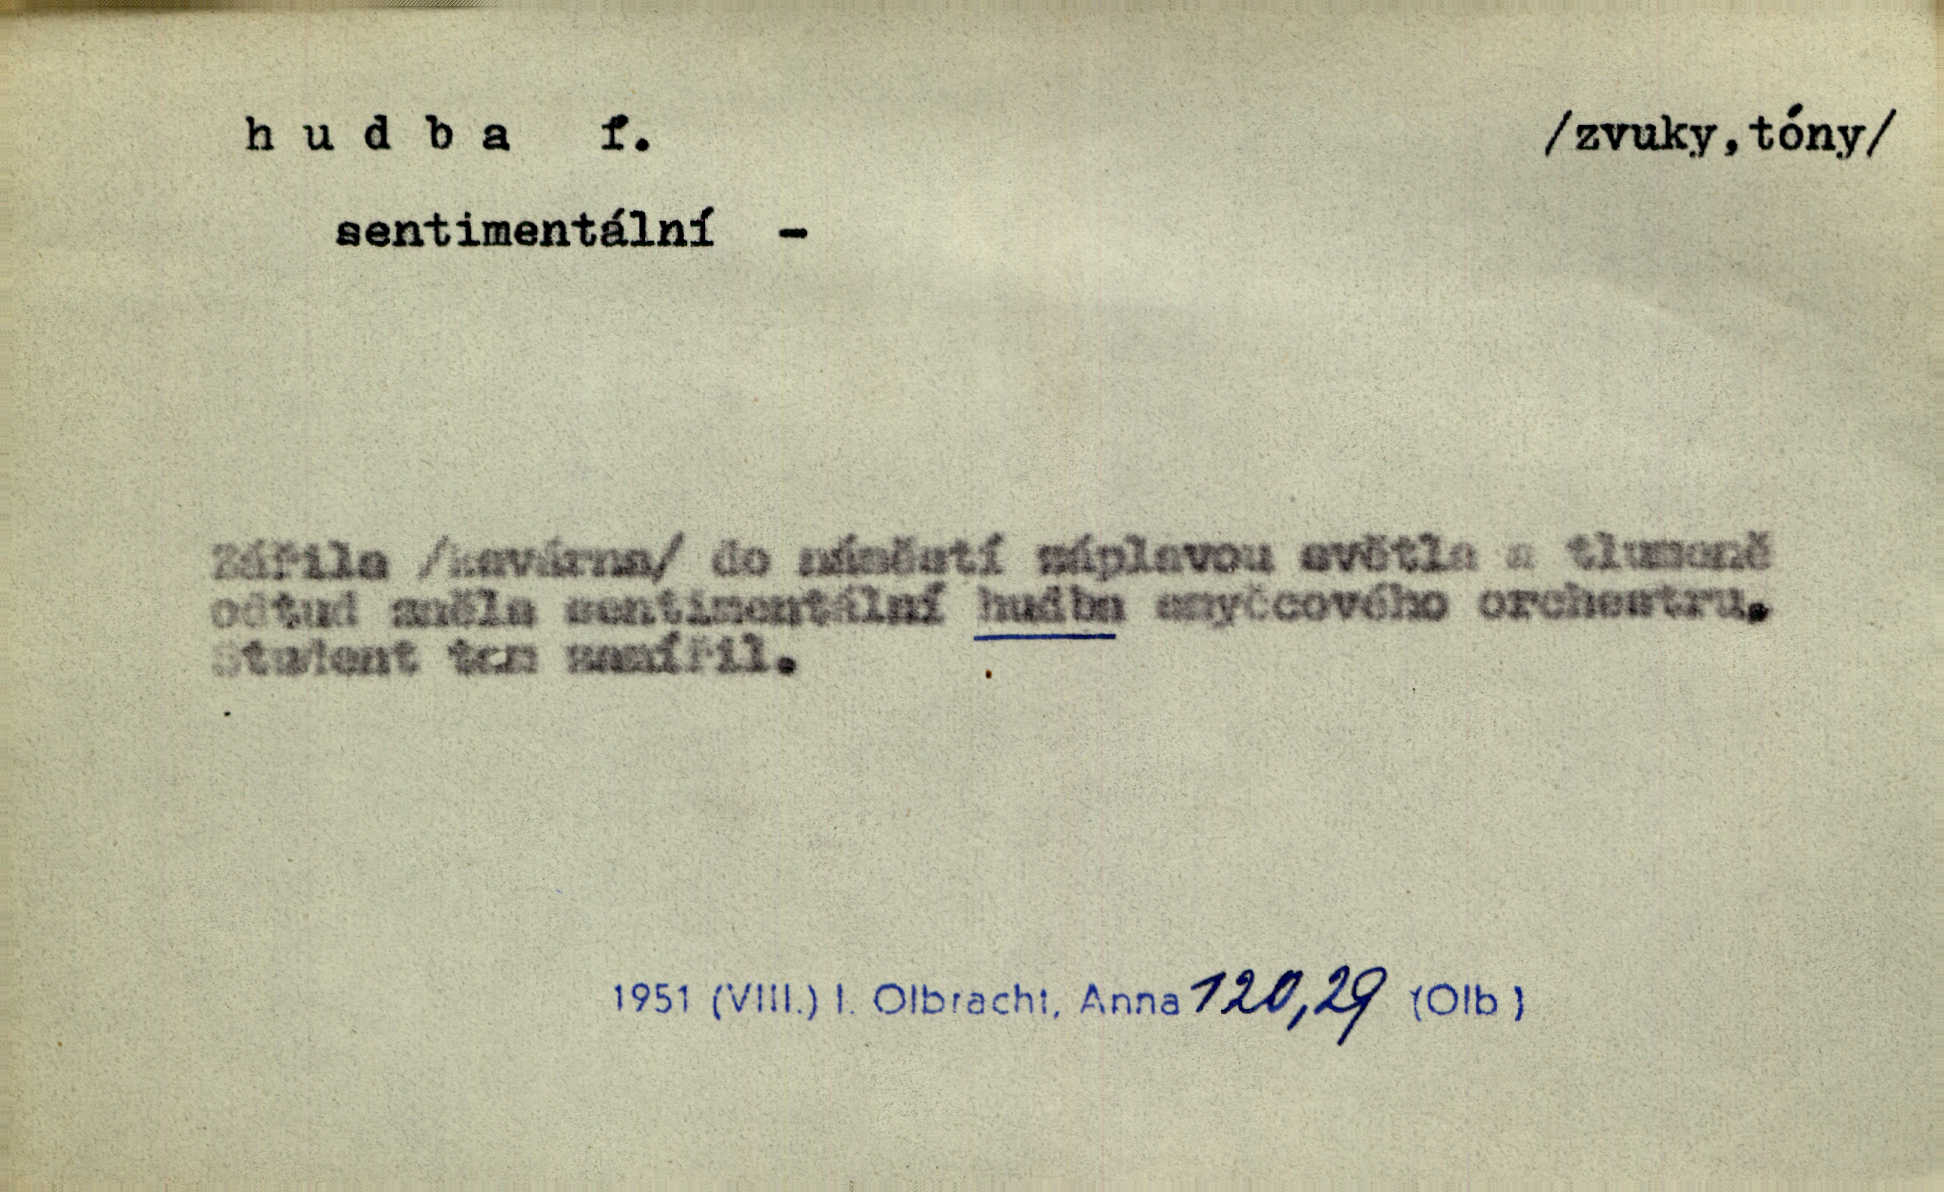 hudba f. /zvuky,tóny/
sentimentální -
Zářila /kavárna/ do náměstí záplavou světla a tlumeně
odtud zněla sentimentální hudba smyčcového orchestru.
Student tam zamířil.
1951 (VIII.) I. Olbracht, Anna 120,29 (Olb)